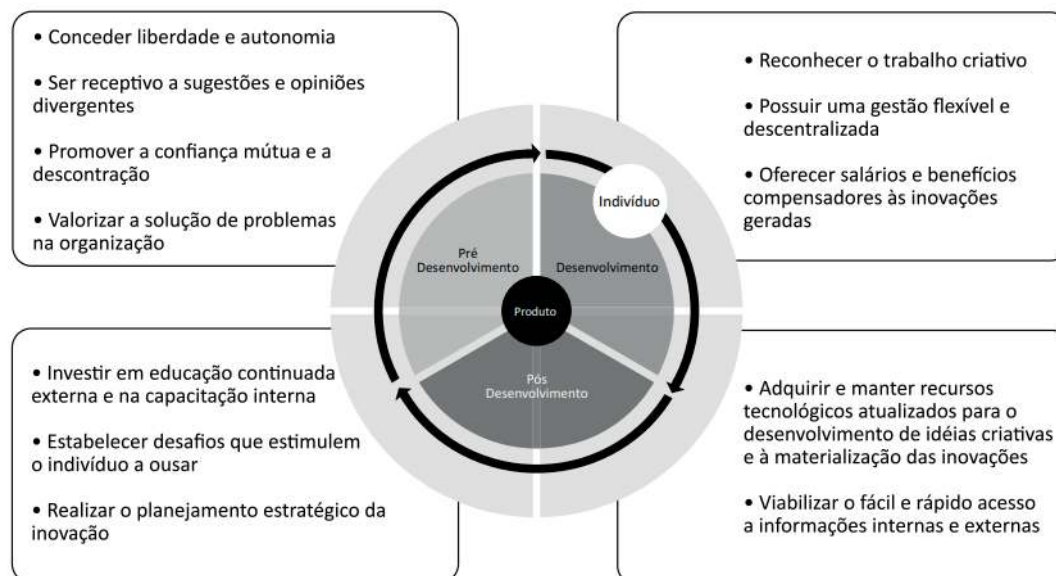 • Conceder liberdade e autonomia
• Ser receptivo a sugestões e opiniões
divergentes
• Promover a confiança mútua e a
descontração
• Valorizar a solução de problemas
na organização
• Reconhecer o trabalho criativo
• Possuir uma gestão flexível e
descentralizada
• Oferecer salários e benefícios
compensadores às inovações
geradas
Indivíduo
Pré
Desenvolvimento
Desenvolvimento
Produto
Pós
Desenvolvimento
• Investir em educação continuada
externa e na capacitação interna
• Estabelecer desafios que estimulem
o indivíduo a ousar
• Realizar o planejamento estratégico da
inovação
• Adquirir e manter recursos
tecnológicos atualizados para o
desenvolvimento de idéias criativas
e à materialização das inovações
• Viabilizar o fácil e rápido acesso
a informações internas e externas